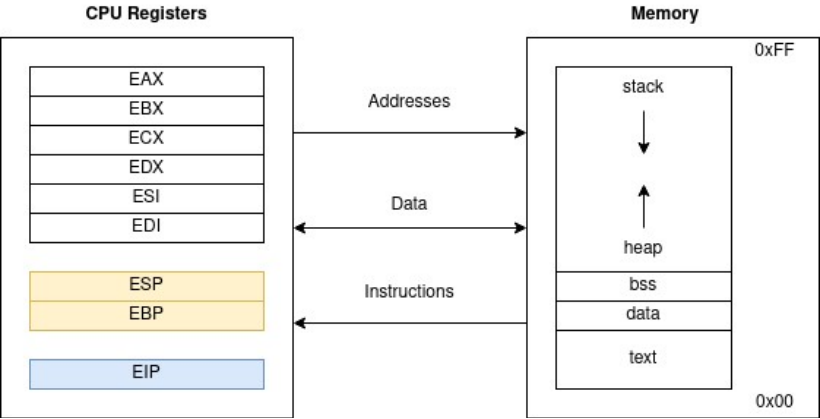 CPU Registers
EAX
EBX
ECX
EDX
ESI
EDI
ESP
EBP
EIP
Addresses
Data
Instructions
Memory
0xFF
stack
heap
bss
data
text
0x00